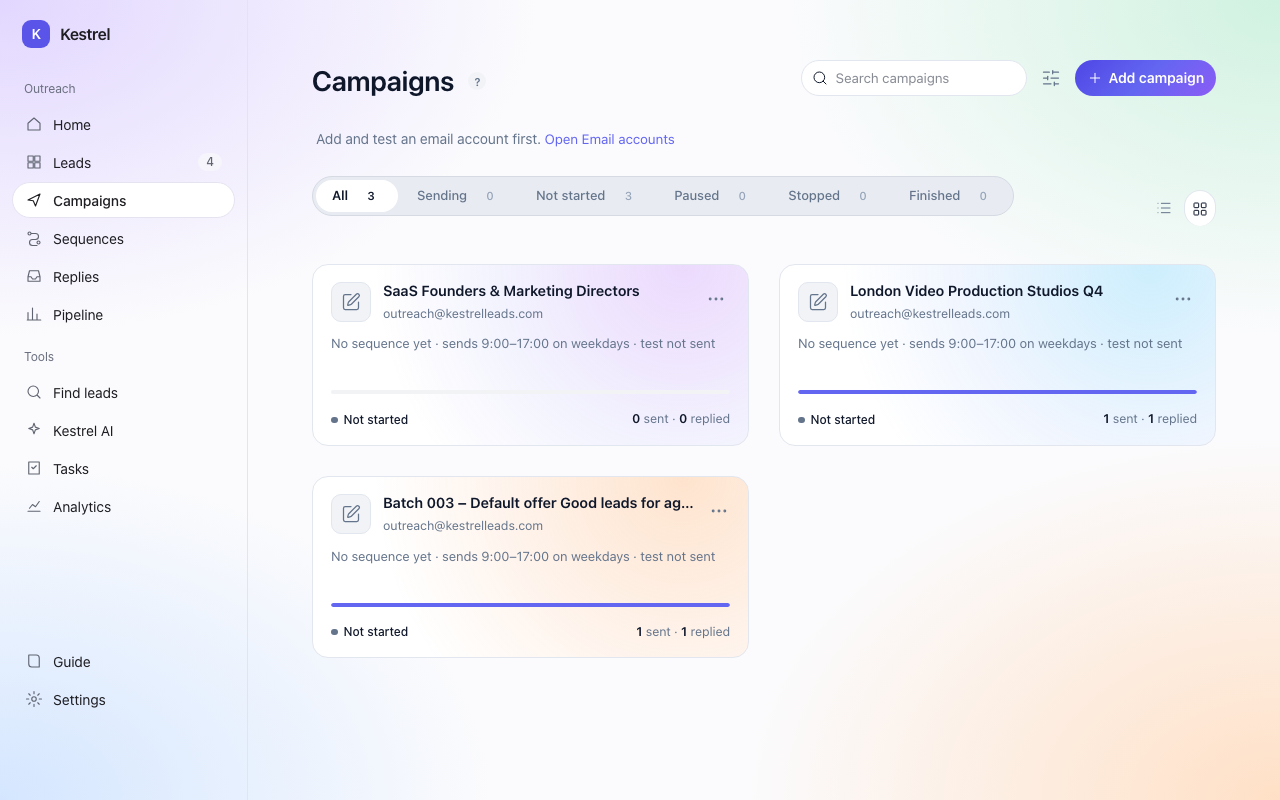 K Kestrel
Outreach
Home
Leads 4
Campaigns
Sequences
Replies
Pipeline
Tools
Find leads
Kestrel AI
Tasks
Analytics
Guide
Settings
Campaigns ?
Search campaigns
+ Add campaign
Add and test an email account first. Open Email accounts
All 3 Sending 0 Not started 3 Paused 0 Stopped 0 Finished 0
SaaS Founders & Marketing Directors
outreach@kestrelleads.com
No sequence yet · sends 9:00–17:00 on weekdays · test not sent
Not started 0 sent · 0 replied
London Video Production Studios Q4
outreach@kestrelleads.com
No sequence yet · sends 9:00–17:00 on weekdays · test not sent
Not started 1 sent · 1 replied
Batch 003 – Default offer Good leads for ag...
outreach@kestrelleads.com
No sequence yet · sends 9:00–17:00 on weekdays · test not sent
Not started 1 sent · 1 replied